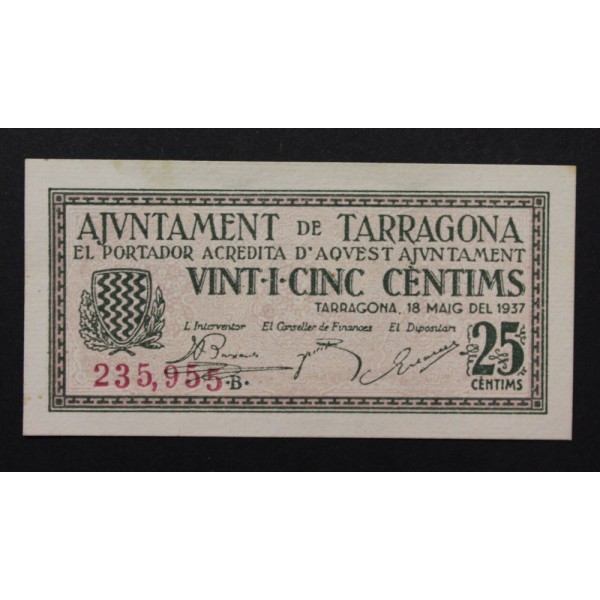 AJVNTAMENT DE TARRAGONA
EL PORTADOR ACREDITA D'AQVEST AJVNTAMENT
VINT·I·CINC CÈNTIMS
TARRAGONA, 18 MAIG DEL 1937
L'Interventor El Conseller de Finances El Dipositari
235,955·B·
25
CÈNTIMS